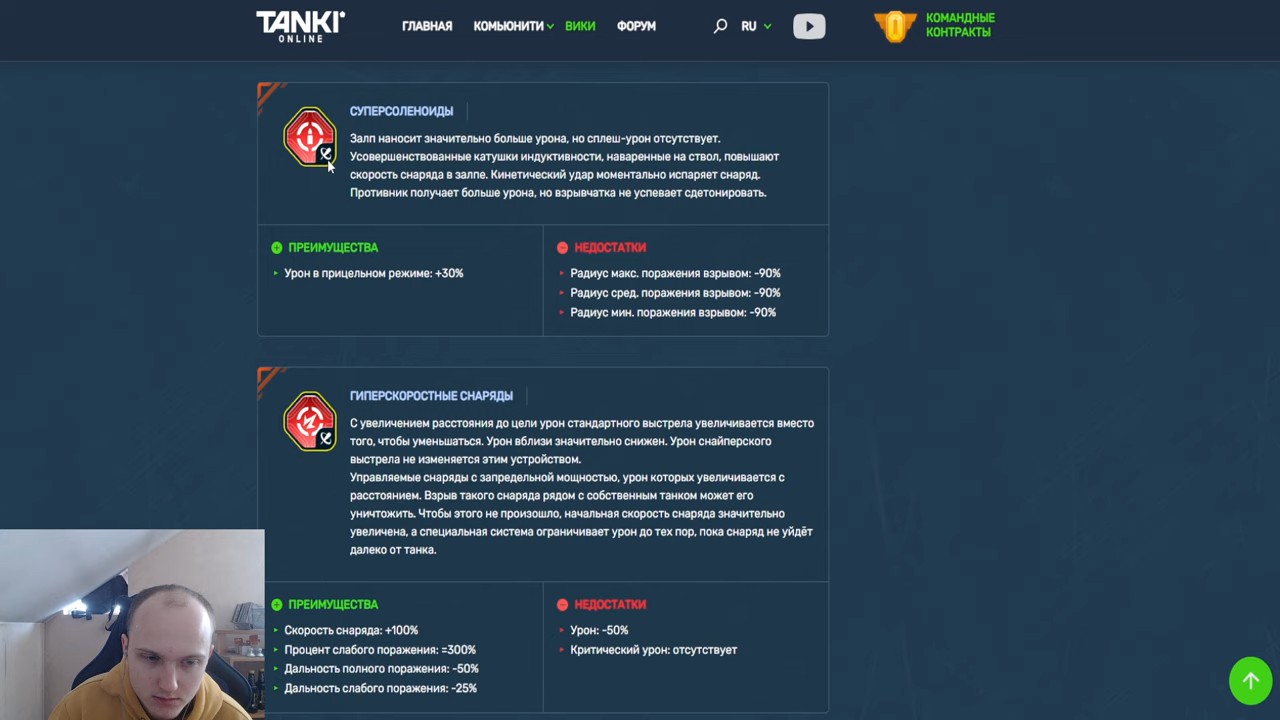 TANKI
ONLINE
ГЛАВНАЯ
КОМЬЮНИТИ
ВИКИ
ФОРУМ
RU
КОМАНДНЫЕ
КОНТРАКТЫ
СУПЕРСОЛЕНОИДЫ
Залп наносит значительно больше урона, но сплеш-урон отсутствует.
Усовершенствованные катушки индуктивности, наваренные на ствол, повышают
скорость снаряда в залпе. Кинетический удар моментально испаряет снаряд.
Противник получает больше урона, но взрывчатка не успевает сдетонировать.
ПРЕИМУЩЕСТВА
Урон в прицельном режиме: +30%
НЕДОСТАТКИ
Радиус макс. поражения взрывом: -90%
Радиус сред. поражения взрывом: -90%
Радиус мин. поражения взрывом: -90%
ГИПЕРСКОРОСТНЫЕ СНАРЯДЫ
С увеличением расстояния до цели урон стандартного выстрела увеличивается вместо
того, чтобы уменьшаться. Урон вблизи значительно снижен. Урон снайперского
выстрела не изменяется этим устройством.
Управляемые снаряды с запредельной мощностью, урон которых увеличивается с
расстоянием. Взрыв такого снаряда рядом с собственным танком может его
уничтожить. Чтобы этого не произошло, начальная скорость снаряда значительно
увеличена, а специальная система ограничивает урон до тех пор, пока снаряд не уйдёт
далеко от танка.
ПРЕИМУЩЕСТВА
Скорость снаряда: +100%
Процент слабого поражения: =300%
Дальность полного поражения: -50%
Дальность слабого поражения: -25%
НЕДОСТАТКИ
Урон: -50%
Критический урон: отсутствует